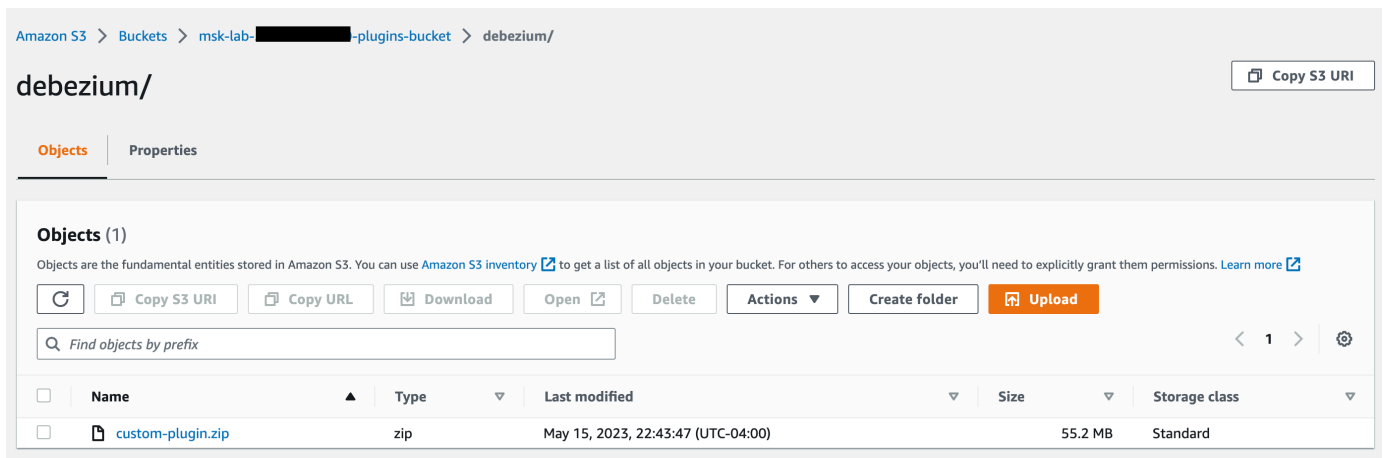 Amazon S3 > Buckets > msk-lab- -plugins-bucket > debezium/
debezium/
Copy S3 URI
Objects Properties
Objects (1)
Objects are the fundamental entities stored in Amazon S3. You can use Amazon S3 inventory to get a list of all objects in your bucket. For others to access your objects, you'll need to explicitly grant them permissions. Learn more
Copy S3 URI Copy URL Download Open Delete Actions Create folder Upload
Find objects by prefix
1
Name Type Last modified Size Storage class
custom-plugin.zip zip May 15, 2023, 22:43:47 (UTC-04:00) 55.2 MB Standard